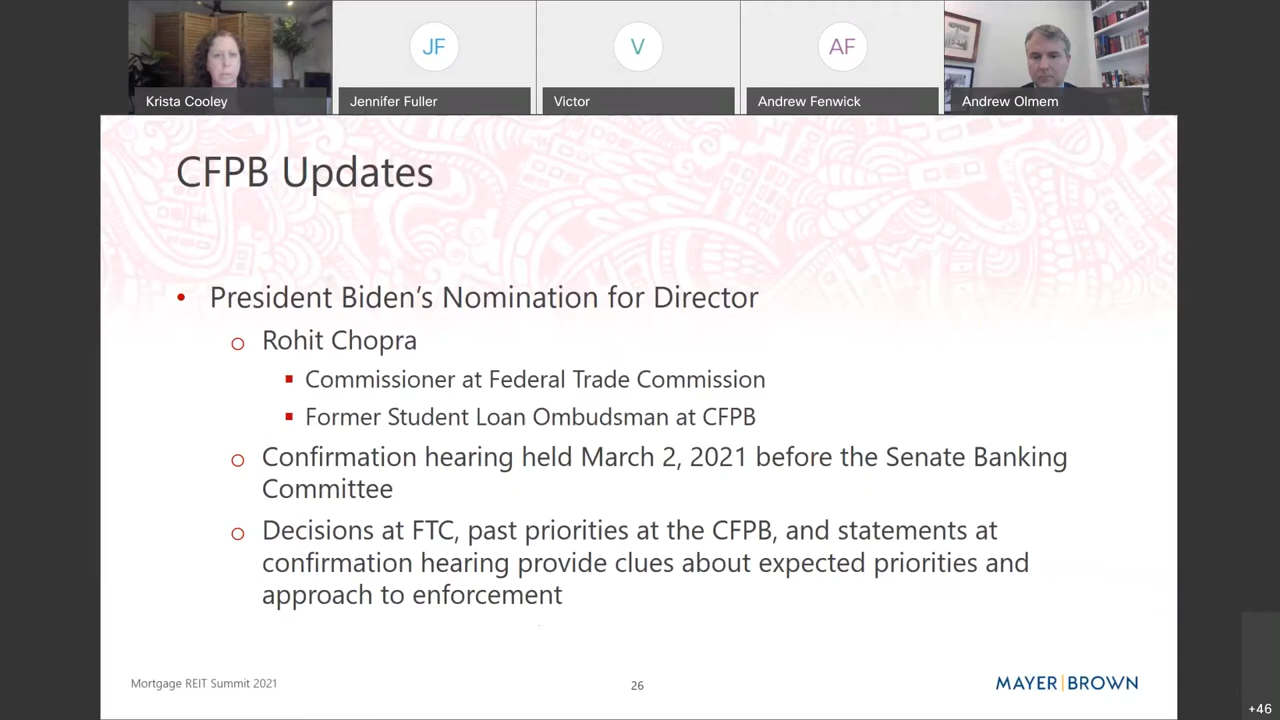 JF
V
AF
Krista Cooley
Jennifer Fuller
Victor
Andrew Fenwick
Andrew Olmem
CFPB Updates
• President Biden’s Nomination for Director
o Rohit Chopra
▪ Commissioner at Federal Trade Commission
▪ Former Student Loan Ombudsman at CFPB
o Confirmation hearing held March 2, 2021 before the Senate Banking
Committee
o Decisions at FTC, past priorities at the CFPB, and statements at
confirmation hearing provide clues about expected priorities and
approach to enforcement
Mortgage REIT Summit 2021
26
MAYER|BROWN
+46